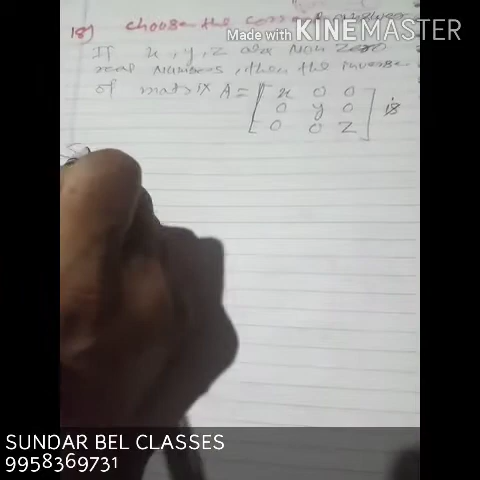 Made with KINEMASTER
18) Choose the
If x, y, z are Non zero
real Numbers, then the inverse
of matrix A = [ x 0 0
0 y 0
0 0 z ] is
SUNDAR BEL CLASSES
9958369731